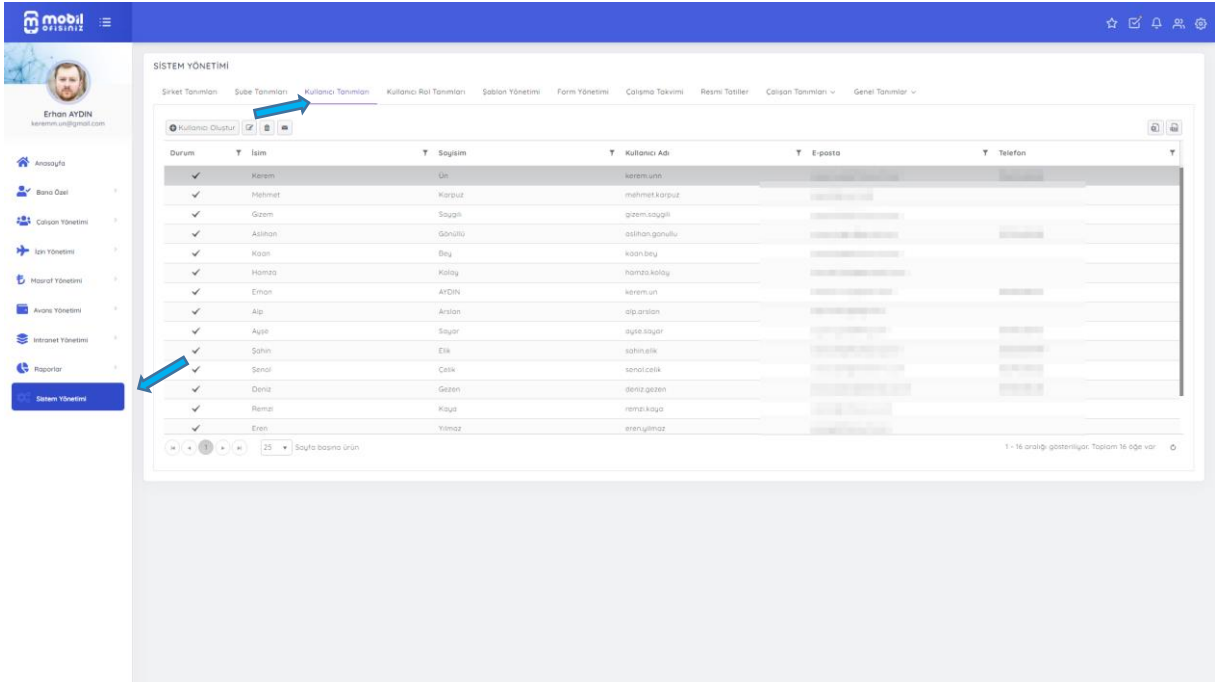 mobil
OFİSİNİZ
Erhan AYDIN
keremm.un@gmail.com
Anasayfa
Bana Özel
Çalışan Yönetimi
İzin Yönetimi
Masraf Yönetimi
Avans Yönetimi
Intranet Yönetimi
Raporlar
Sistem Yönetimi
SİSTEM YÖNETİMİ
Şirket Tanımları Şube Tanımları Kullanıcı Tanımları Kullanıcı Rol Tanımları Şablon Yönetimi Form Yönetimi Çalışma Takvimi Resmi Tatiller Çalışan Tanımları Genel Tanımlar
Kullanıcı Oluştur
Durum İsim Soyisim Kullanıcı Adı E-posta Telefon
Kerem Ün kerem.unn
Mehmet Karpuz mehmet.karpuz
Gizem Saygılı gizem.saygili
Aslıhan Gönüllü aslihan.gonullu
Kaan Bey kaan.bey
Hamza Kolay hamza.kolay
Erhan AYDIN kerem.un
Alp Arslan alp.arslan
Ayşe Sayar ayse.sayar
Şahin Elik sahin.elik
Şenol Çelik senol.celik
Deniz Gezen deniz.gezen
Remzi Kaya remzi.kaya
Eren Yılmaz eren.yilmaz
1 25 Sayfa başına ürün 1 - 16 aralığı gösteriliyor. Toplam 16 öğe var